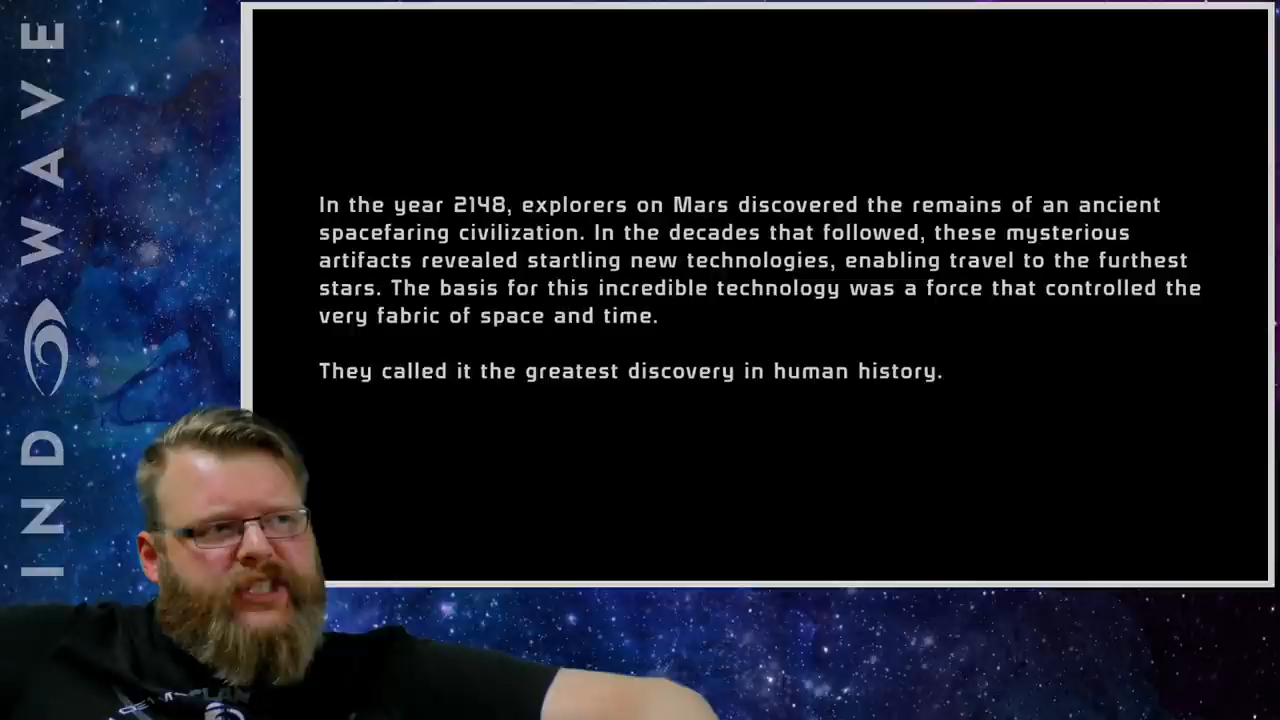 IND WAVE
In the year 2148, explorers on Mars discovered the remains of an ancient
spacefaring civilization. In the decades that followed, these mysterious
artifacts revealed startling new technologies, enabling travel to the furthest
stars. The basis for this incredible technology was a force that controlled the
very fabric of space and time.
They called it the greatest discovery in human history.